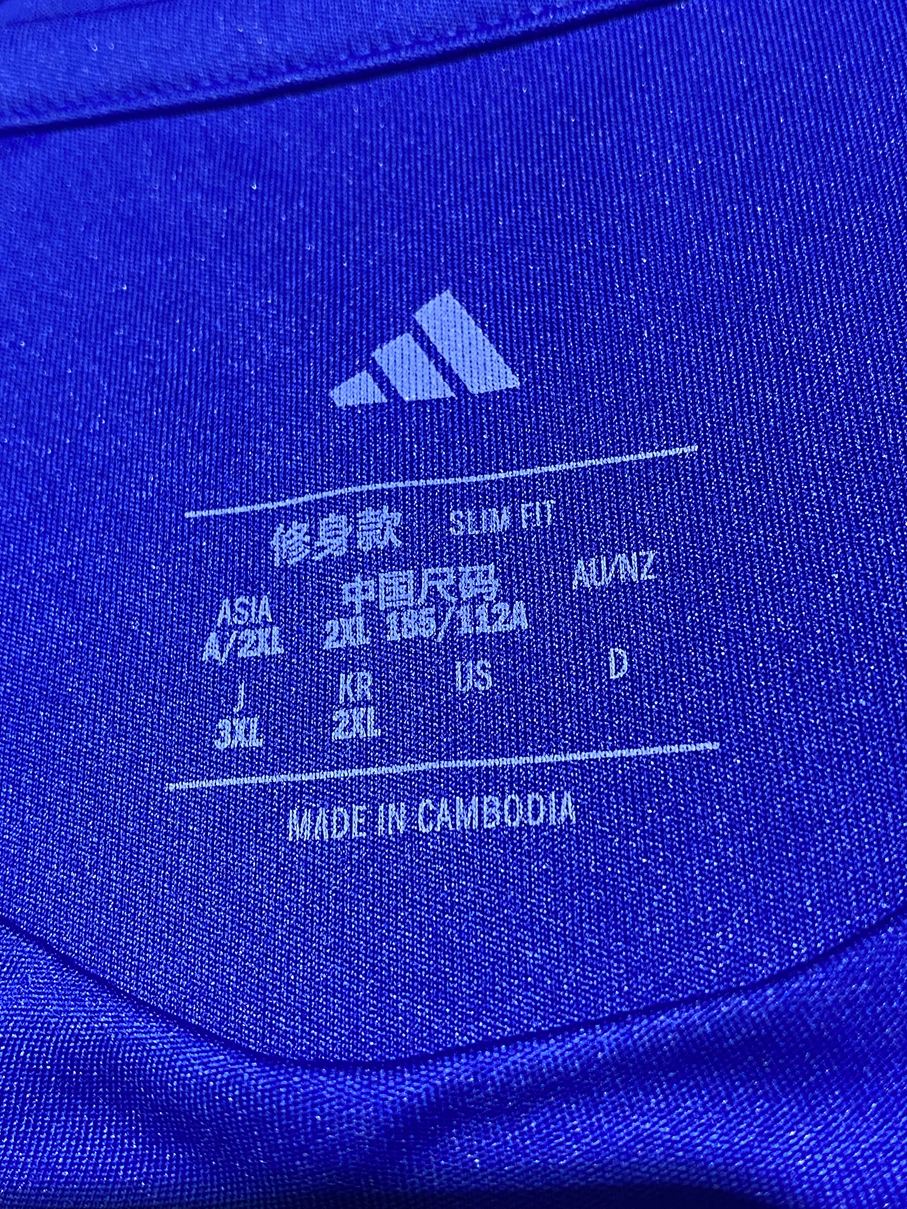 修身款 SLIM FIT
ASIA 中国尺码 AU/NZ
A/2XL 2XL 185/112A
J KR US D
3XL 2XL
MADE IN CAMBODIA